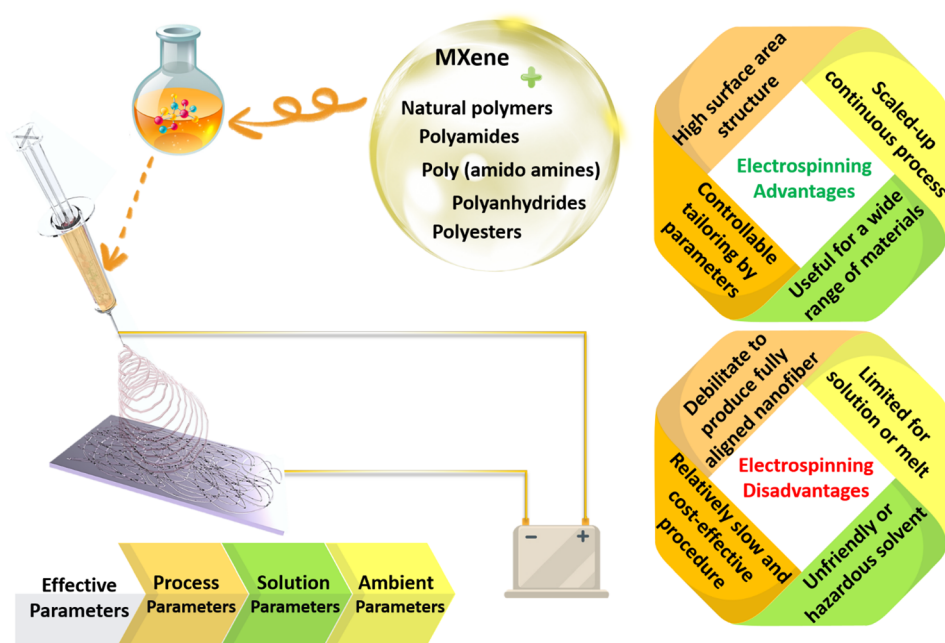 MXene
+
Natural polymers
Polyamides
Poly (amido amines)
Polyanhydrides
Polyesters
High surface area
structure
Scaled-up
continuous process
Electrospinning
Advantages
Controllable
tailoring by
parameters
Useful for a wide
range of materials
Debilitate to
produce fully
aligned nanofiber
Limited for
solution or melt
Electrospinning
Disadvantages
Relatively slow and
cost-effective
procedure
Unfriendly or
hazardous solvent
- +
Effective
Parameters
Process
Parameters
Solution
Parameters
Ambient
Parameters